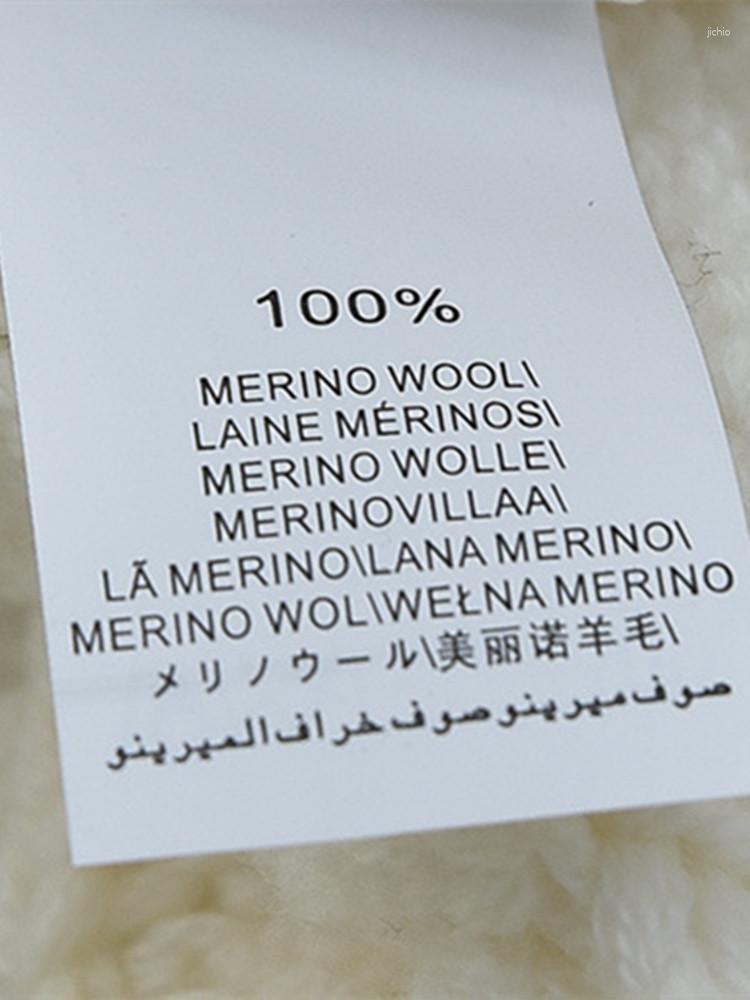 jichio
100%
MERINO WOOL\
LAINE MÉRINOS\
MERINO WOLLE\
MERINOVILLAA\
LÃ MERINO\LANA MERINO\
MERINO WOL\WEŁNA MERINO
メリノウール\美丽诺羊毛\
صوف ميرينو صوف خراف الميرينو